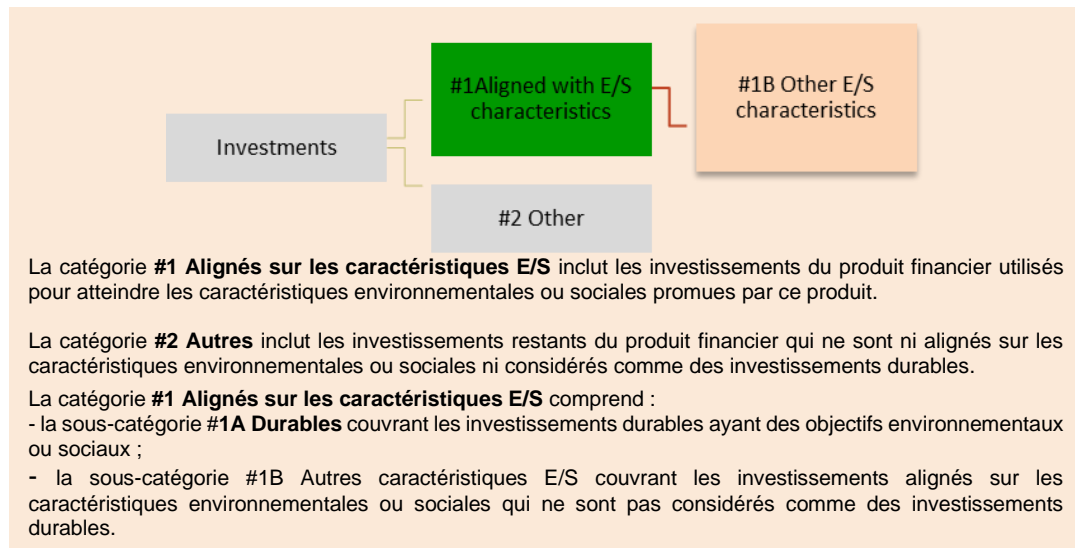 #1Aligned with E/S
characteristics
#1B Other E/S
characteristics
Investments
#2 Other
La catégorie #1 Alignés sur les caractéristiques E/S inclut les investissements du produit financier utilisés
pour atteindre les caractéristiques environnementales ou sociales promues par ce produit.
La catégorie #2 Autres inclut les investissements restants du produit financier qui ne sont ni alignés sur les
caractéristiques environnementales ou sociales ni considérés comme des investissements durables.
La catégorie #1 Alignés sur les caractéristiques E/S comprend :
- la sous-catégorie #1A Durables couvrant les investissements durables ayant des objectifs environnementaux
ou sociaux ;
- la sous-catégorie #1B Autres caractéristiques E/S couvrant les investissements alignés sur les
caractéristiques environnementales ou sociales qui ne sont pas considérés comme des investissements
durables.